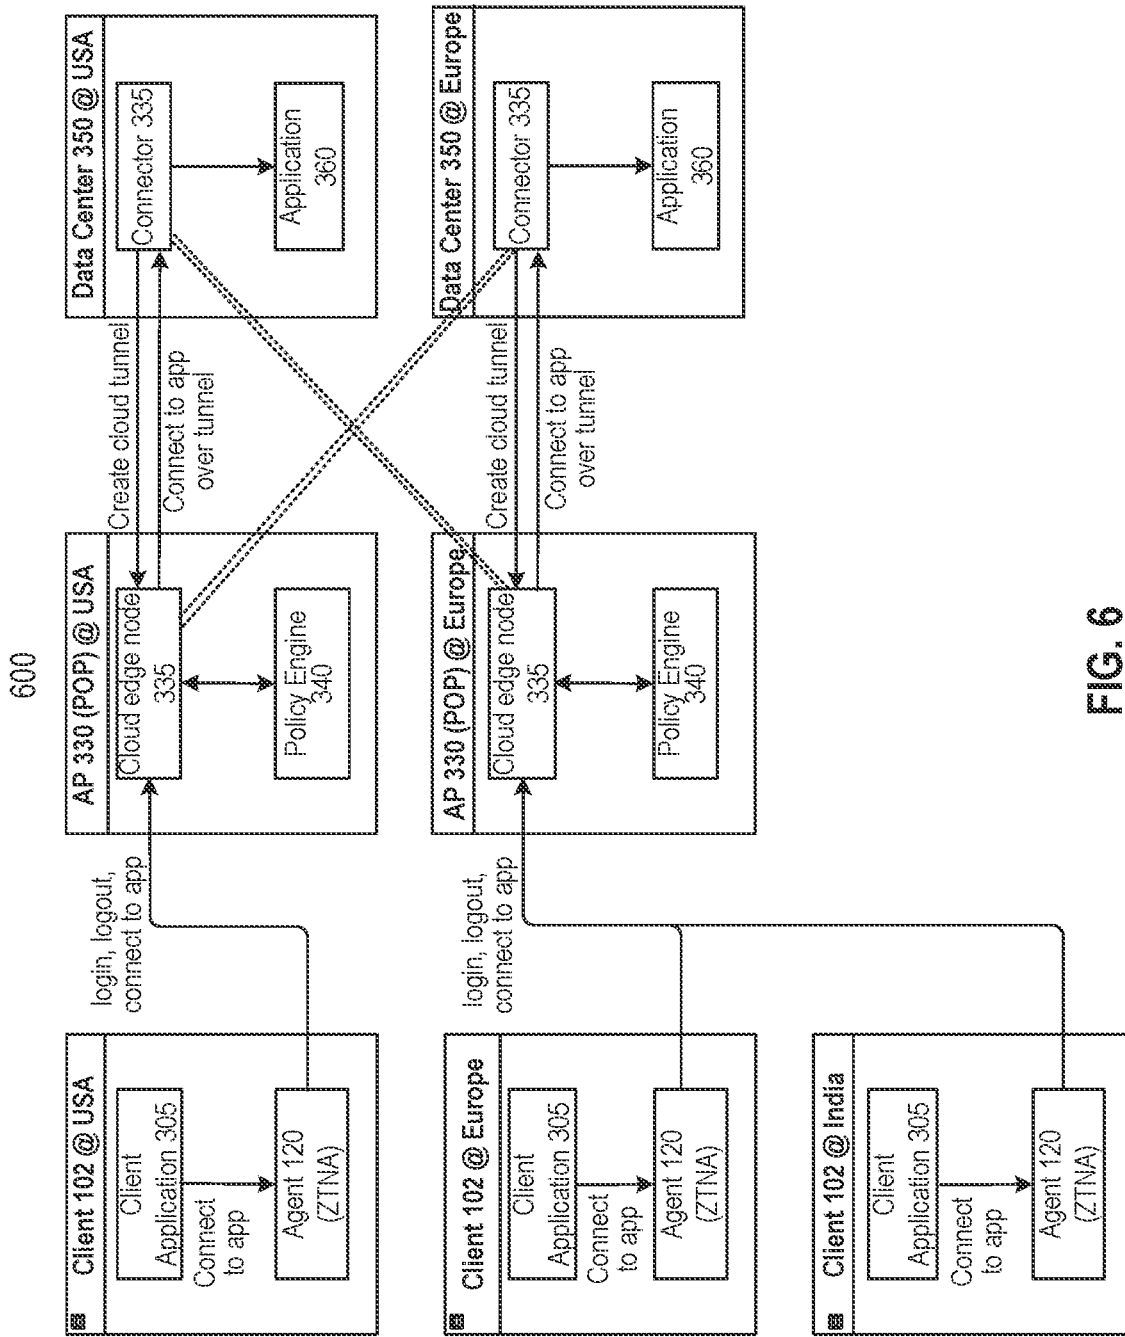 600
Client 102 @ USA
Client
Application 305
Connect
to app
Agent 120
(ZTNA)
login, logout,
connect to app
AP 330 (POP) @ USA
Cloud edge node
335
Policy Engine
340
Create cloud tunnel
Connect to app
over tunnel
Data Center 350 @ USA
Connector 335
Application
360
Client 102 @ Europe
Client
Application 305
Connect
to app
Agent 120
(ZTNA)
login, logout,
connect to app
AP 330 (POP) @ Europe
Cloud edge node
335
Policy Engine
340
Create cloud tunnel
Connect to app
over tunnel
Data Center 350 @ Europe
Connector 335
Application
360
Client 102 @ India
Client
Application 305
Connect
to app
Agent 120
(ZTNA)
FIG. 6